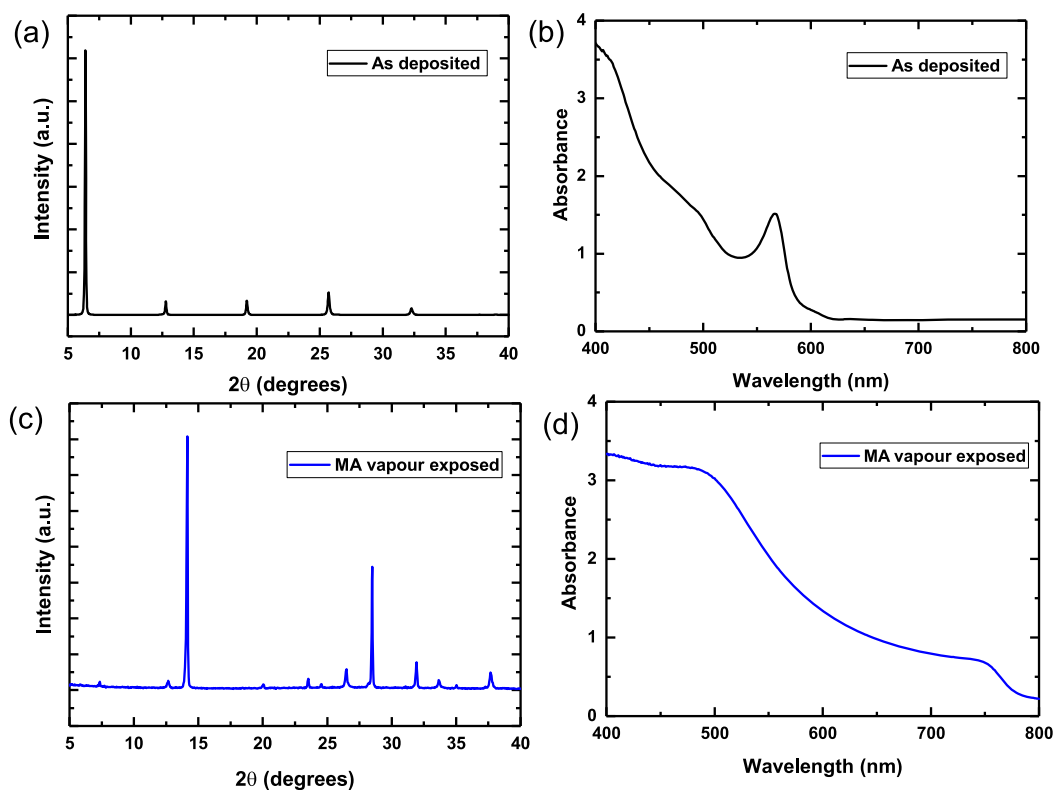 (a)
As deposited
Intensity (a.u.)
5 10 15 20 25 30 35 40
2θ (degrees)
(b)
As deposited
Absorbance
4
3
2
1
0
400 500 600 700 800
Wavelength (nm)
(c)
MA vapour exposed
Intensity (a.u.)
5 10 15 20 25 30 35 40
2θ (degrees)
(d)
MA vapour exposed
Absorbance
4
3
2
1
0
400 500 600 700 800
Wavelength (nm)